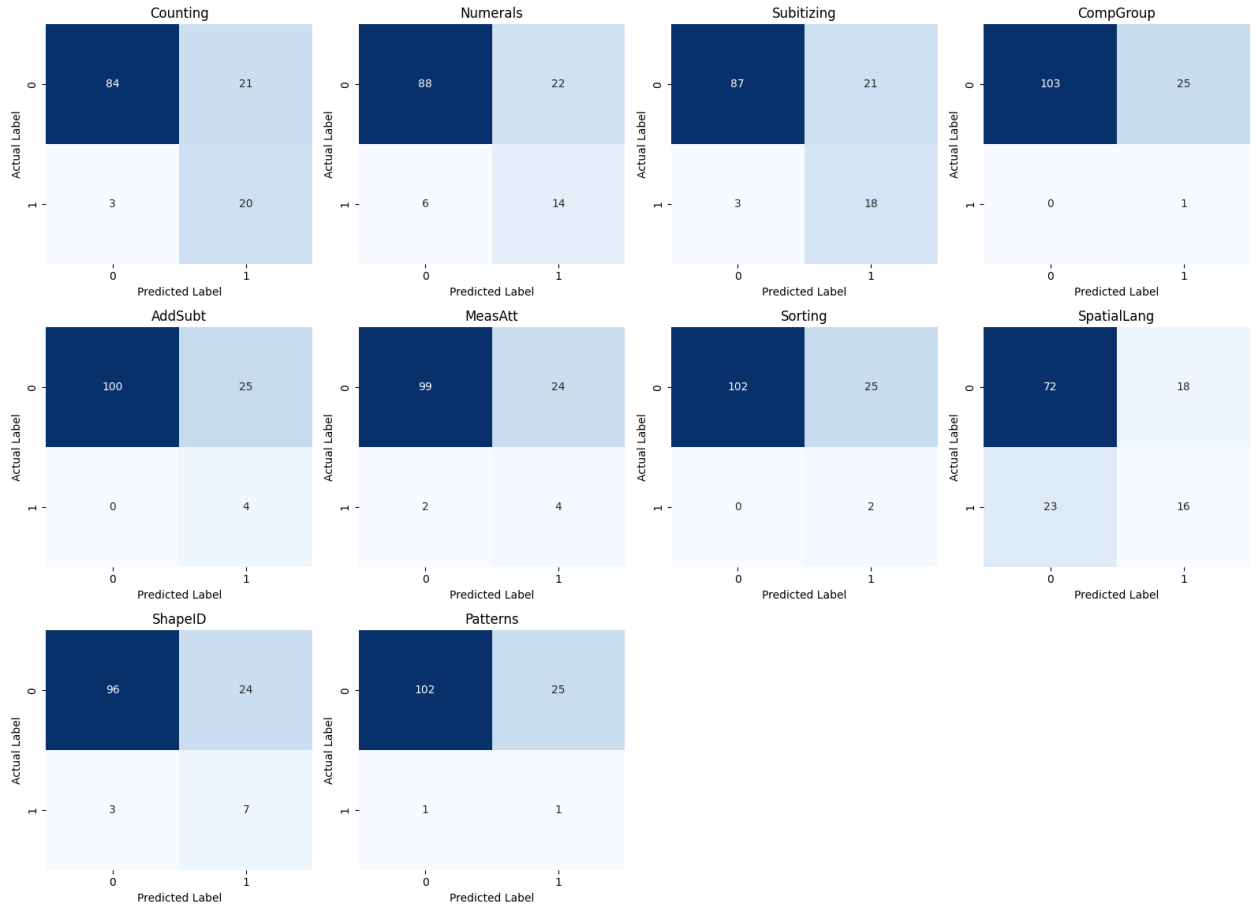 Counting
Numerals
Subitizing
CompGroup
Actual Label
0
84
21
1
3
20
0
1
Predicted Label
Actual Label
0
88
22
1
6
14
0
1
Predicted Label
Actual Label
0
87
21
1
3
18
0
1
Predicted Label
Actual Label
0
103
25
1
0
1
0
1
Predicted Label
AddSubt
MeasAtt
Sorting
SpatialLang
Actual Label
0
100
25
1
0
4
0
1
Predicted Label
Actual Label
0
99
24
1
2
4
0
1
Predicted Label
Actual Label
0
102
25
1
0
2
0
1
Predicted Label
Actual Label
0
72
18
1
23
16
0
1
Predicted Label
ShapeID
Patterns
Actual Label
0
96
24
1
3
7
0
1
Predicted Label
Actual Label
0
102
25
1
1
1
0
1
Predicted Label